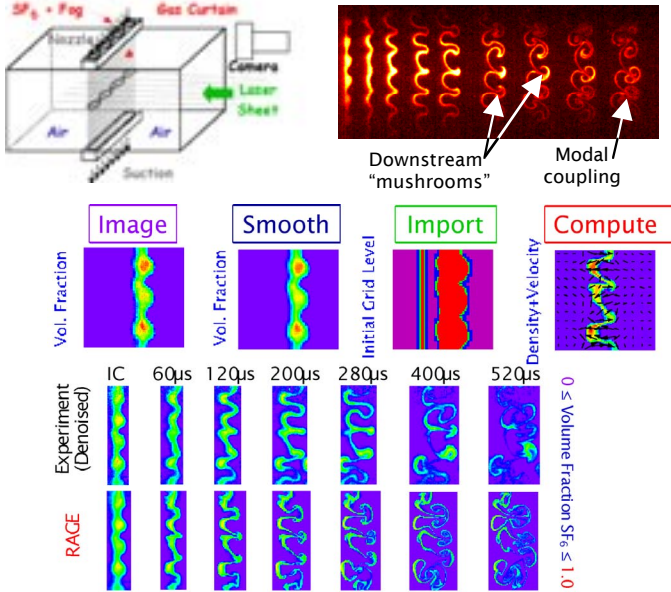 SF₆ + Fog
Gas Curtain
Nozzle
Camera
Laser
Sheet
Air
Air
Suction
Downstream
“mushrooms”
Modal
coupling
Image
Smooth
Import
Compute
Vol. Fraction
Vol. Fraction
Initial Grid Level
Density+Velocity
IC 60µs 120µs 200µs 280µs 400µs 520µs
Experiment
(Denoised)
RAGE
0 ≤ Volume Fraction SF₆ ≤ 1.0